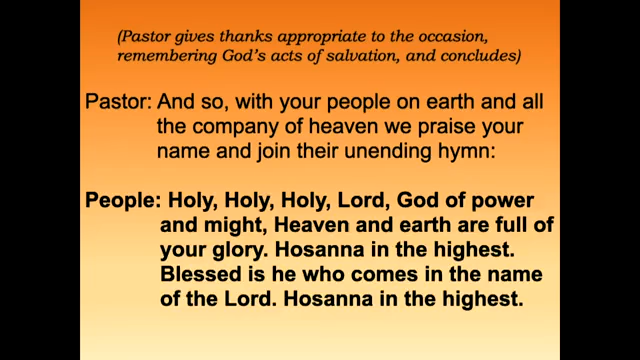 (Pastor gives thanks appropriate to the occasion,
remembering God's acts of salvation, and concludes)
Pastor: And so, with your people on earth and all
the company of heaven we praise your
name and join their unending hymn:
People: Holy, Holy, Holy, Lord, God of power
and might, Heaven and earth are full of
your glory. Hosanna in the highest.
Blessed is he who comes in the name
of the Lord. Hosanna in the highest.